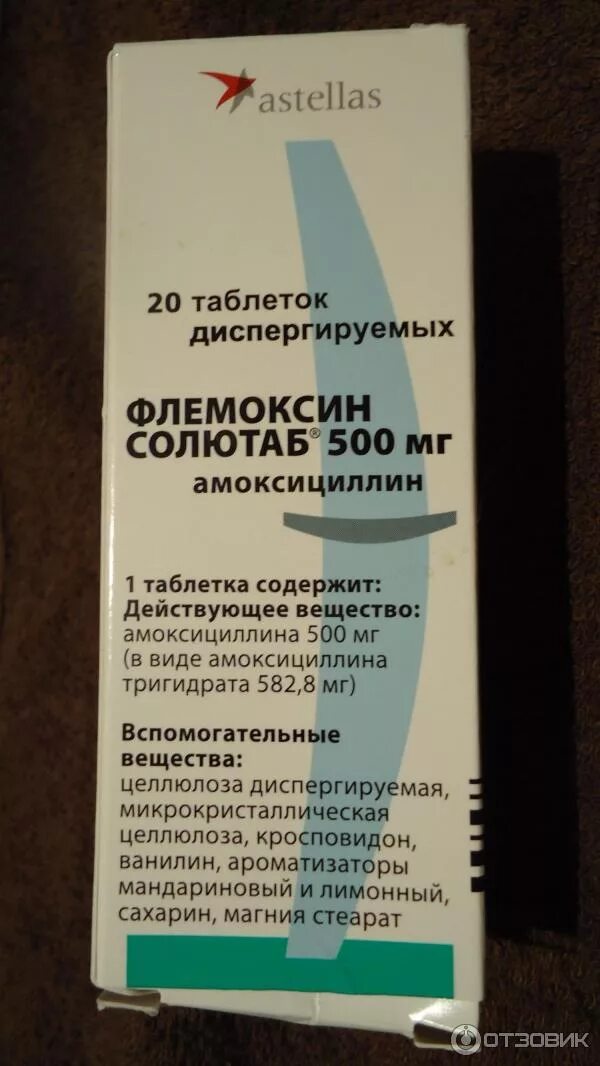 astellas
20 таблеток
диспергируемых
ФЛЕМОКСИН
СОЛЮТАБ® 500 мг
амоксициллин
1 таблетка содержит:
Действующее вещество:
амоксициллина 500 мг
(в виде амоксициллина
тригидрата 582,8 мг)
Вспомогательные
вещества:
целлюлоза диспергируемая,
микрокристаллическая
целлюлоза, кросповидон,
ванилин, ароматизаторы
мандариновый и лимонный,
сахарин, магния стеарат
ОТЗОВИК